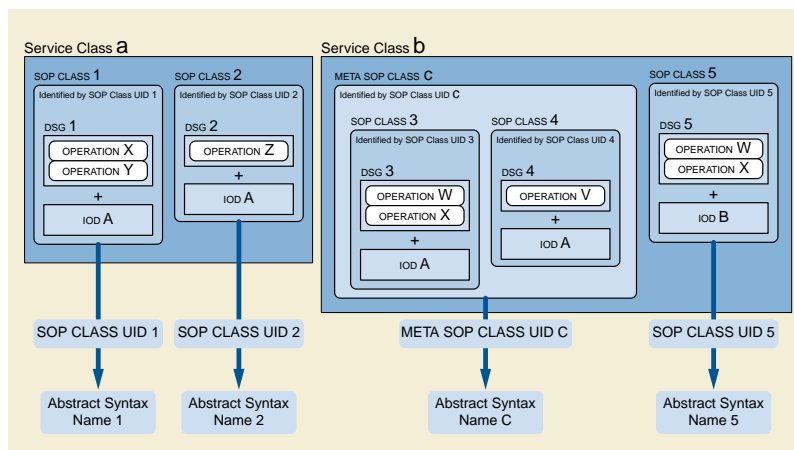 Service Class a
SOP CLASS 1
Identified by SOP Class UID 1
DSG 1
OPERATION X
OPERATION Y
+
IOD A
SOP CLASS 2
Identified by SOP Class UID 2
DSG 2
OPERATION Z
+
IOD A
Service Class b
META SOP CLASS C
Identified by SOP Class UID C
SOP CLASS 3
Identified by SOP Class UID 3
DSG 3
OPERATION W
OPERATION X
+
IOD A
SOP CLASS 4
Identified by SOP Class UID 4
DSG 4
OPERATION V
+
IOD A
SOP CLASS 5
Identified by SOP Class UID 5
DSG 5
OPERATION W
OPERATION X
+
IOD B
SOP CLASS UID 1
SOP CLASS UID 2
META SOP CLASS UID C
SOP CLASS UID 5
Abstract Syntax
Name 1
Abstract Syntax
Name 2
Abstract Syntax
Name C
Abstract Syntax
Name 5